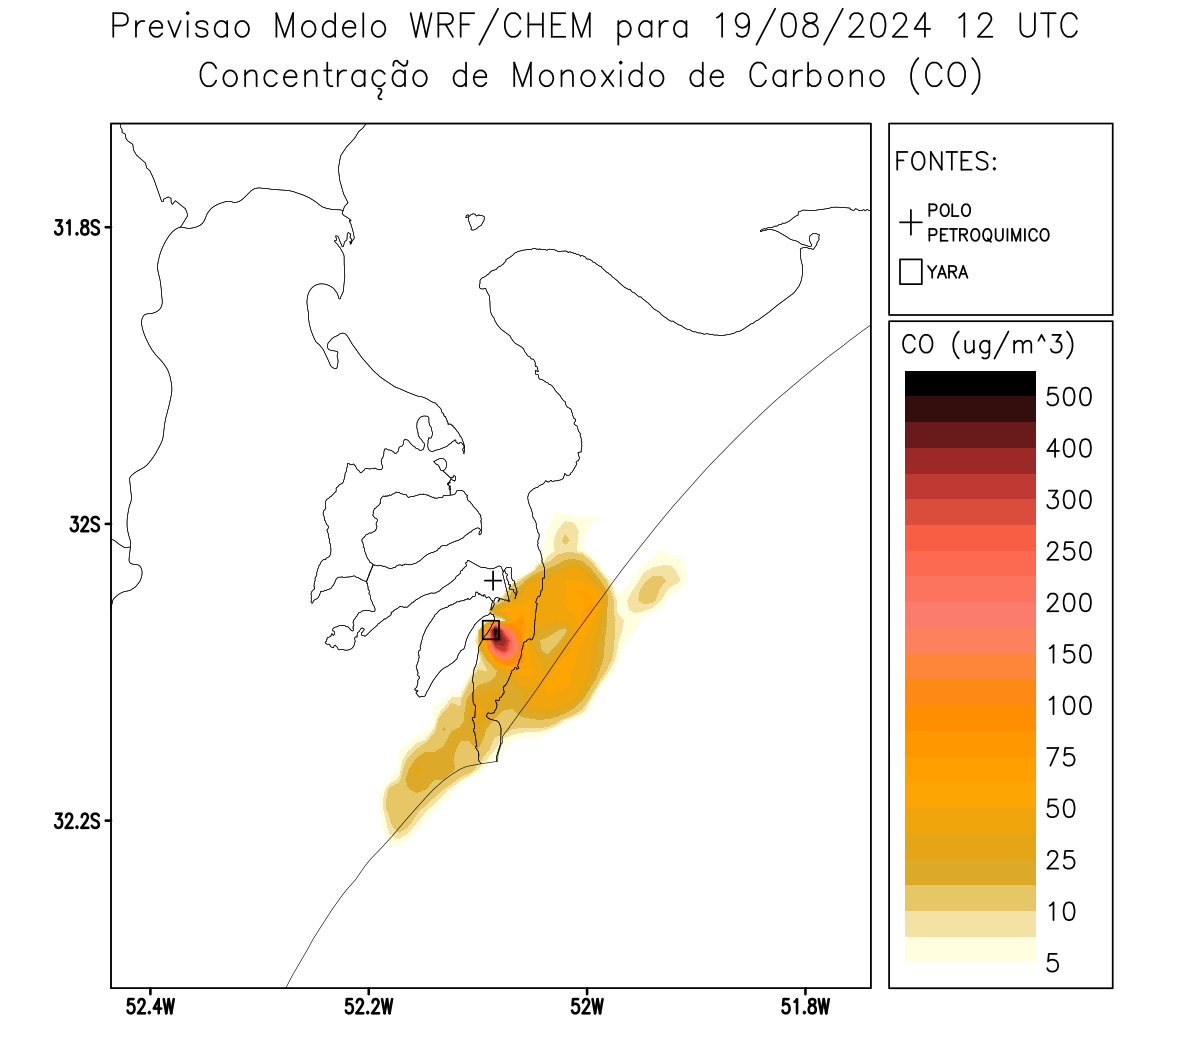 Previsao Modelo WRF/CHEM para 19/08/2024 12 UTC
Concentração de Monoxido de Carbono (CO)
FONTES:
POLO
PETROQUIMICO
YARA
CO (ug/m^3)
500
400
300
250
200
150
100
75
50
25
10
5
31.8S
32S
32.2S
52.4W
52.2W
52W
51.8W